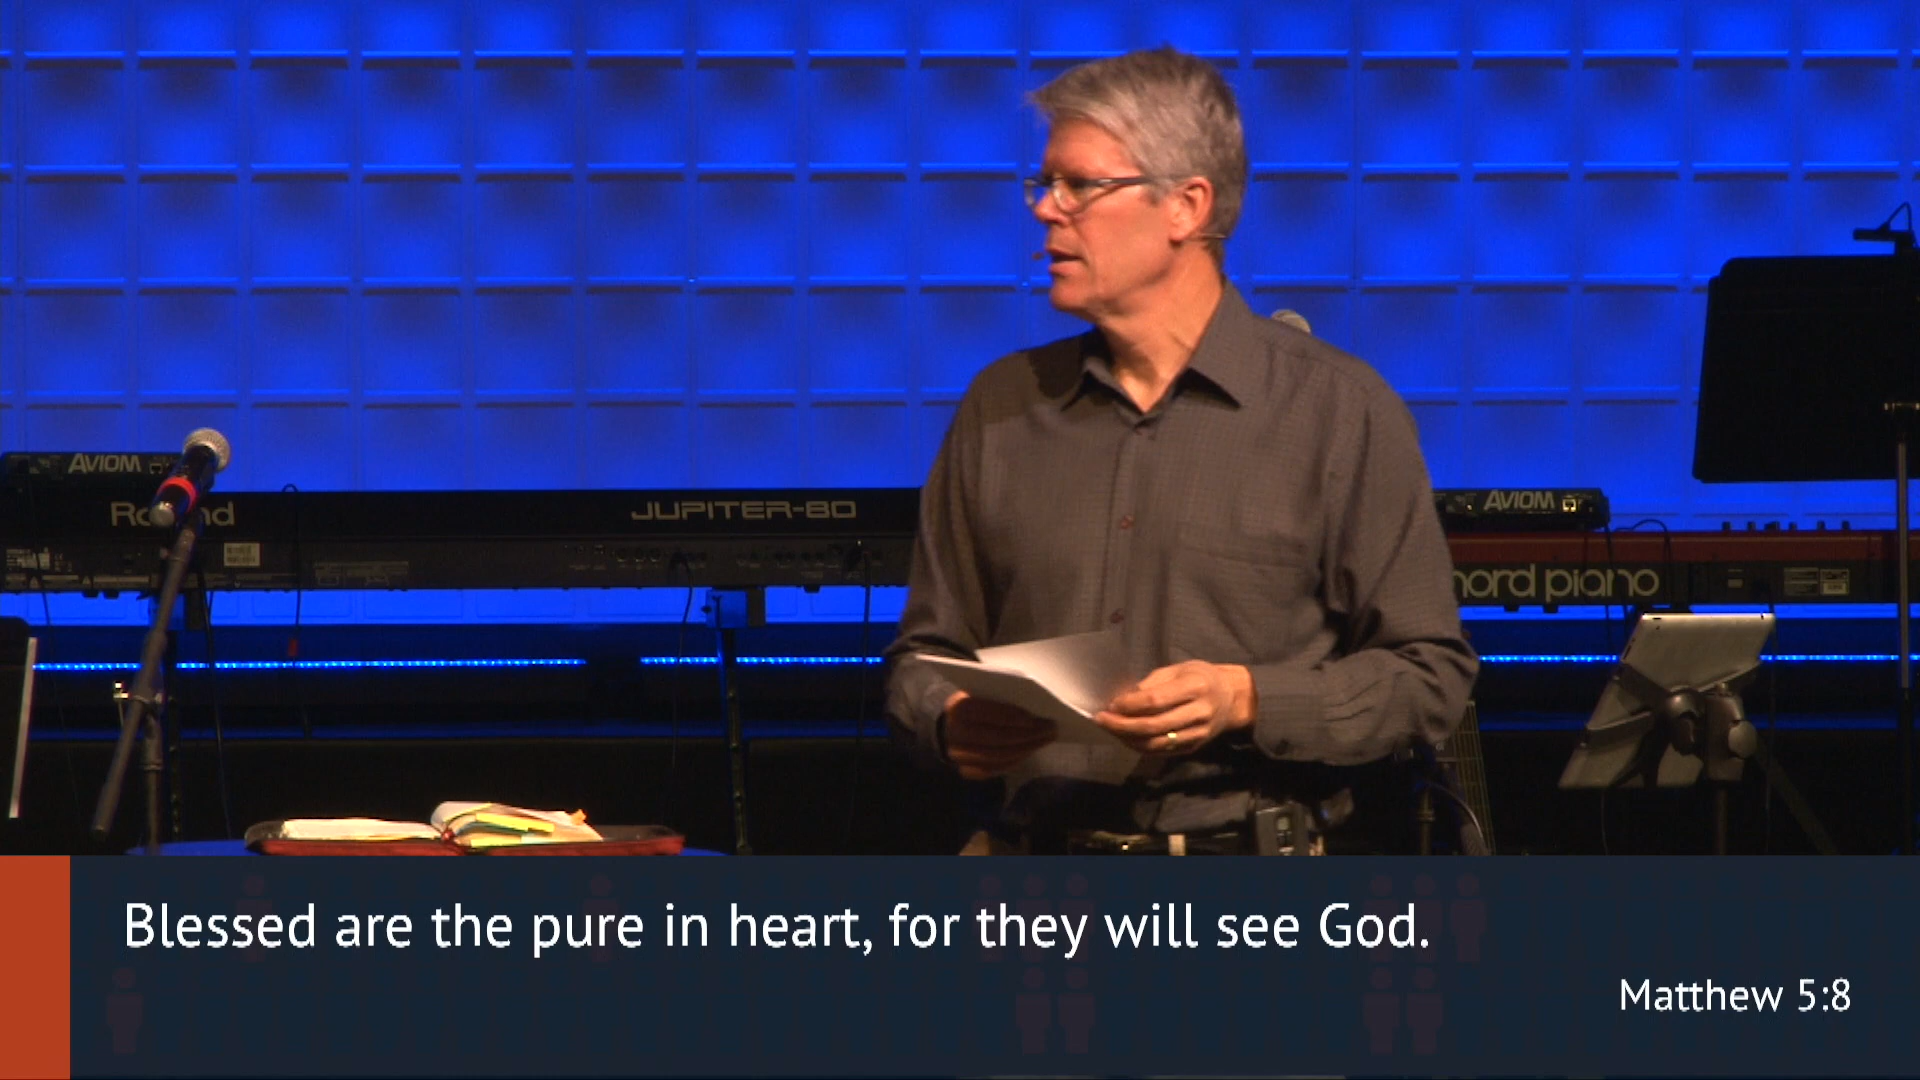 AVIOM
Roland
JUPITER-80
AVIOM
nord piano
Blessed are the pure in heart, for they will see God.
Matthew 5:8